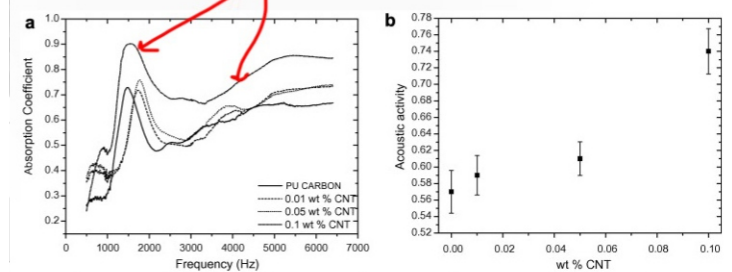 a
1.0
0.9
0.8
0.7
0.6
0.5
0.4
0.3
0.2
Absorption Coefficient
PU CARBON
0.01 wt % CNT
0.05 wt % CNT
0.1 wt % CNT
0 1000 2000 3000 4000 5000 6000 7000
Frequency (Hz)
b
0.78
0.76
0.74
0.72
0.70
0.68
0.66
0.64
0.62
0.60
0.58
0.56
0.54
0.52
Acoustic activity
0.00 0.02 0.04 0.06 0.08 0.10
wt % CNT